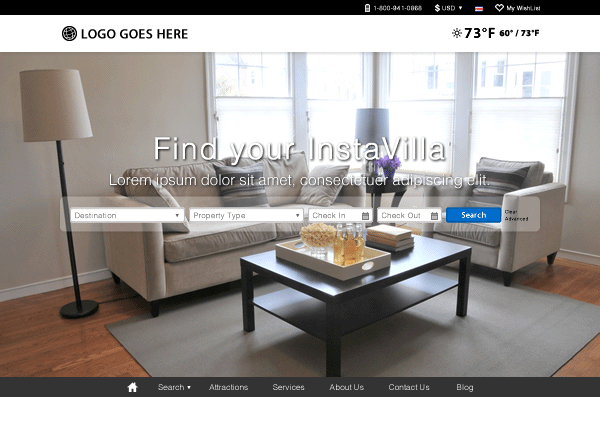 1-800-941-0868 $ USD ▾ My WishList
LOGO GOES HERE 73°F 60° / 73°F
Find your InstaVilla
Lorem ipsum dolor sit amet, consectetuer adipiscing elit.
Destination ▾ Property Type ▾ Check In Check Out Search Clear
Advanced
Search ▾ Attractions Services About Us Contact Us Blog